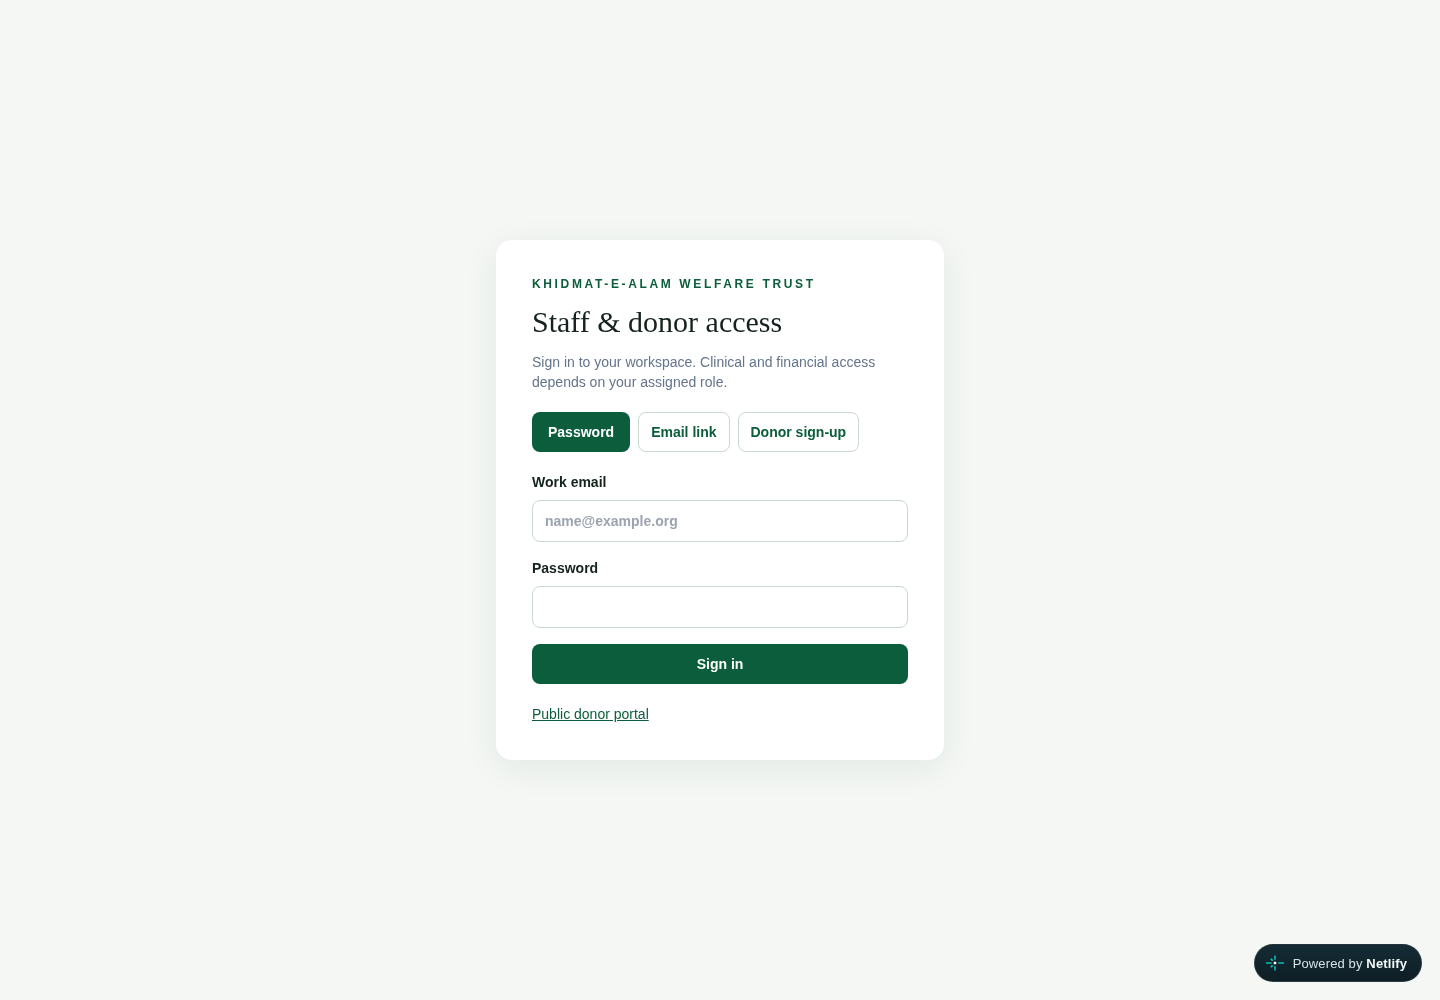 KHIDMAT-E-ALAM WELFARE TRUST
Staff & donor access
Sign in to your workspace. Clinical and financial access
depends on your assigned role.
Password
Email link
Donor sign-up
Work email
name@example.org
Password
Sign in
Public donor portal
Powered by Netlify